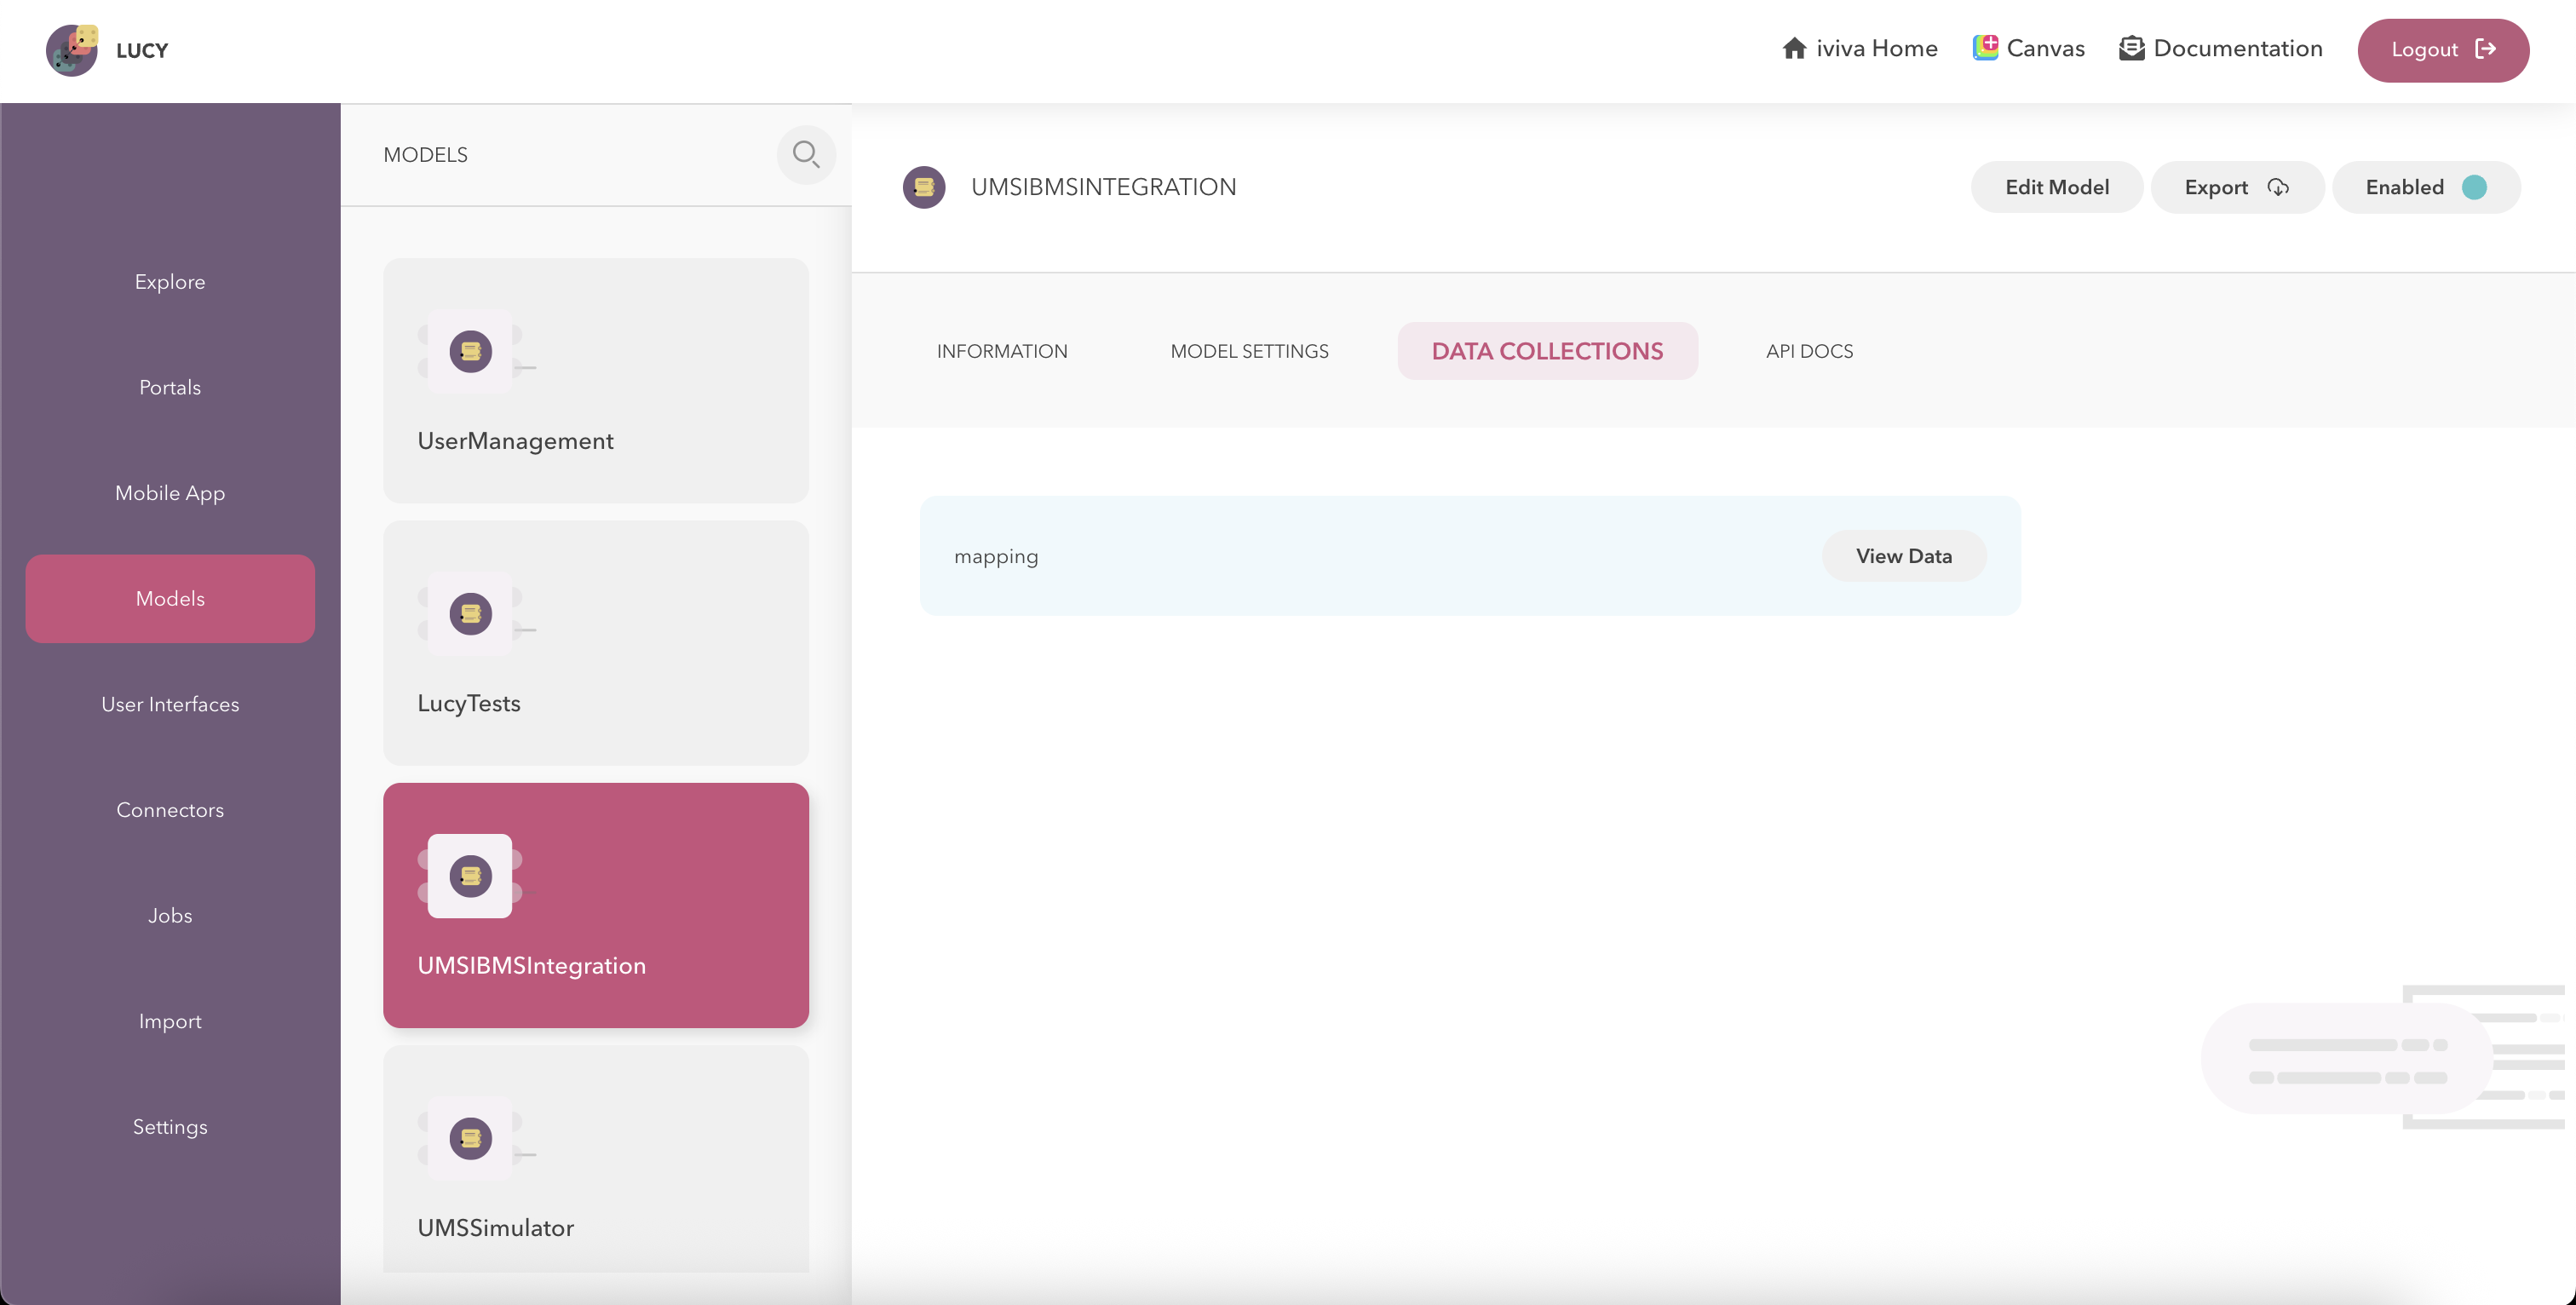 LUCY
iviva Home
Canvas
Documentation
Logout
Explore
Portals
Mobile App
Models
User Interfaces
Connectors
Jobs
Import
Settings
MODELS
UserManagement
LucyTests
UMSIBMSIntegration
UMSSimulator
UMSIBMSINTEGRATION
Edit Model
Export
Enabled
INFORMATION
MODEL SETTINGS
DATA COLLECTIONS
API DOCS
mapping
View Data